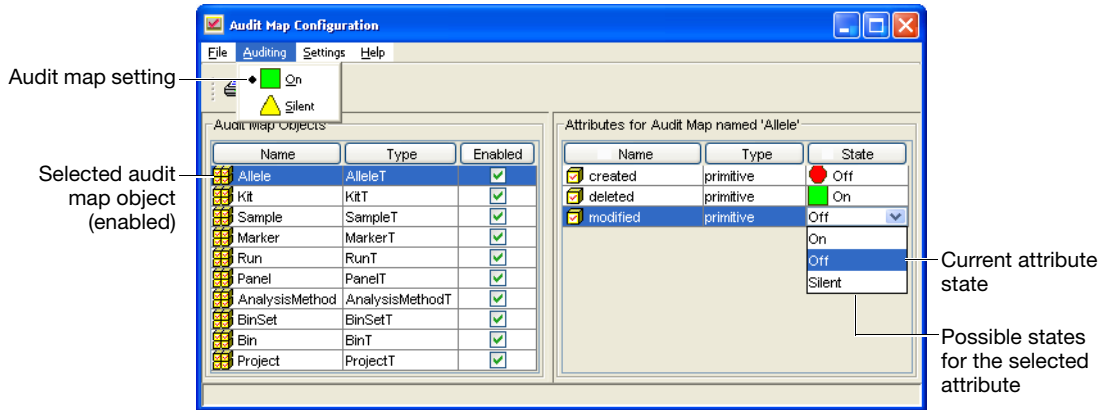 Audit Map Configuration
File Auditing Settings Help
Audit map setting
On
Silent
Audit Map Objects
Attributes for Audit Map named 'Allele'
Name Type Enabled
Name Type State
Selected audit
map object
(enabled)
Allele AlleleT
Kit KitT
Sample SampleT
Marker MarkerT
Run RunT
Panel PanelT
AnalysisMethod AnalysisMethodT
BinSet BinSetT
Bin BinT
Project ProjectT
created primitive Off
deleted primitive On
modified primitive Off
On
Off
Silent
Current attribute
state
Possible states
for the selected
attribute